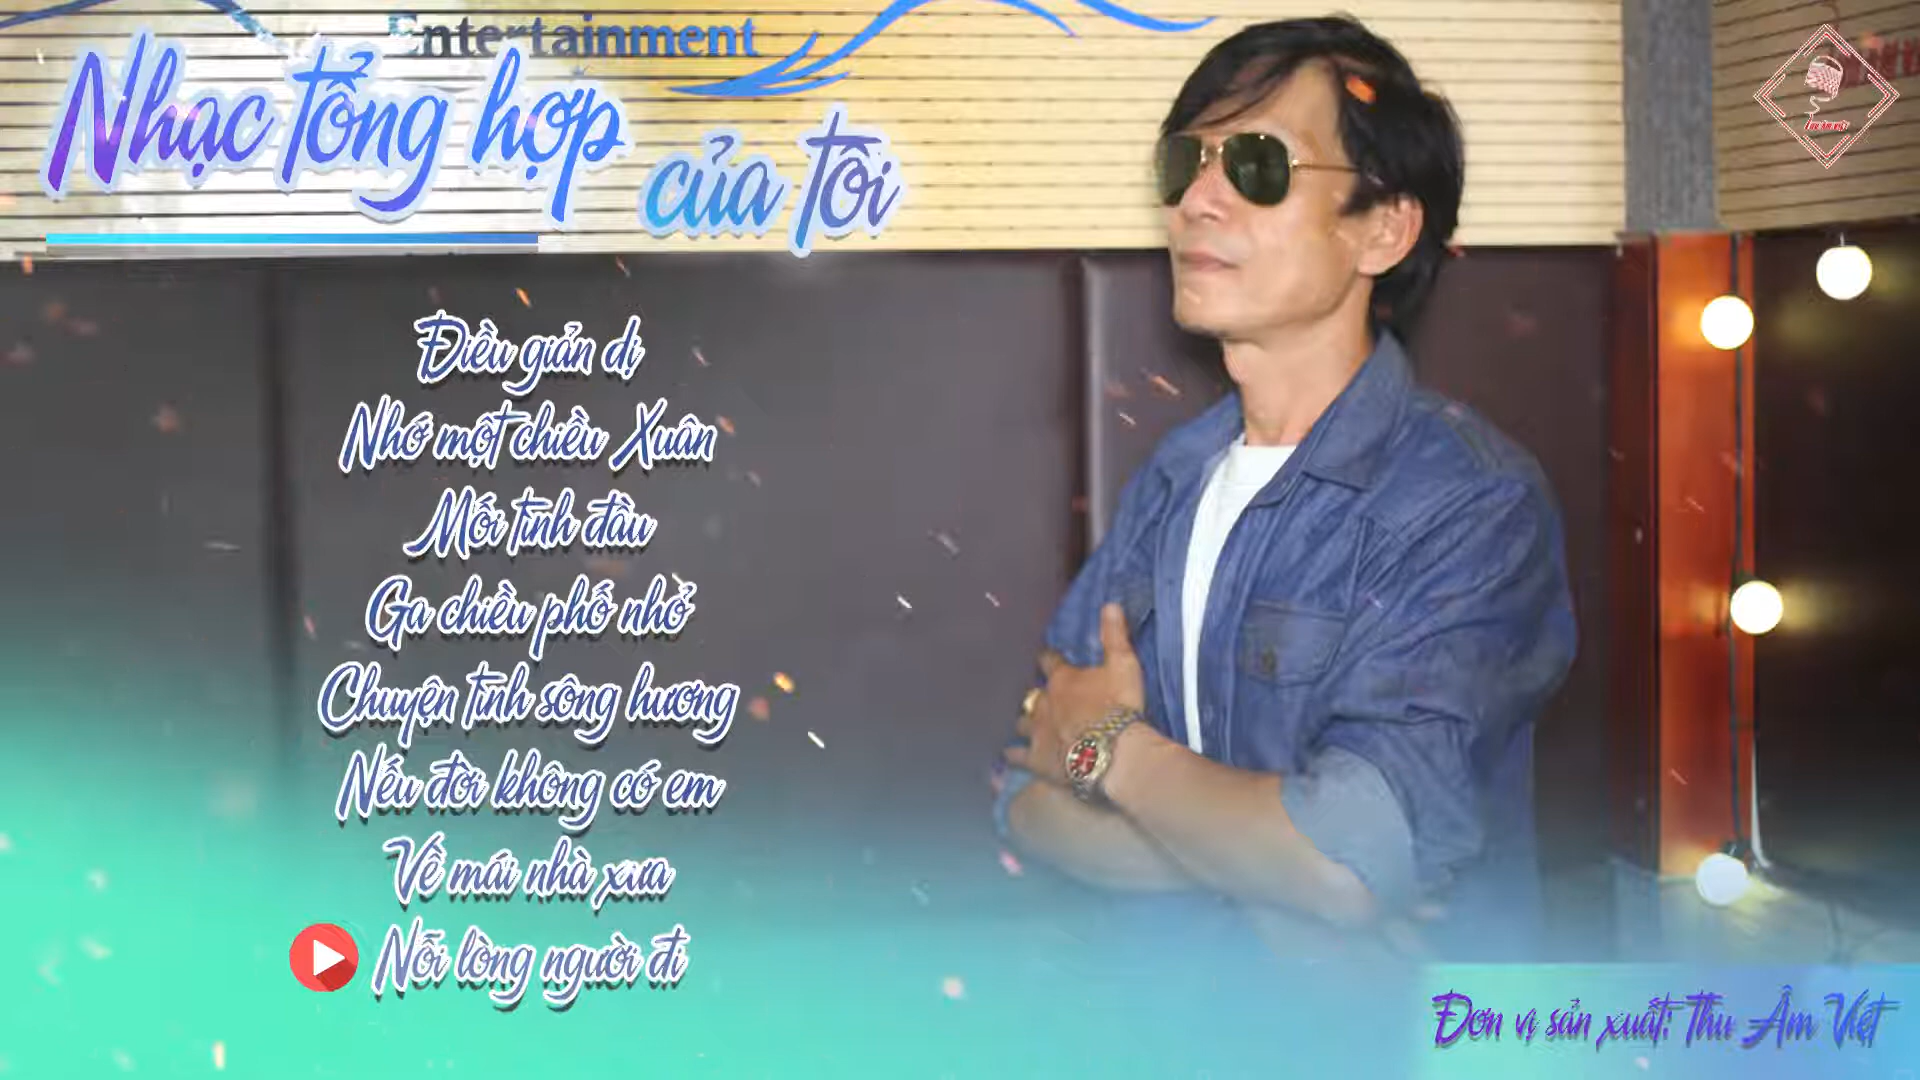 Entertainment
Nhạc tổng hợp của tôi
Điều giản dị
Nhớ một chiều Xuân
Mối tình đầu
Ga chiều phố nhỏ
Chuyện tình sông hương
Nếu đời không có em
Về mái nhà xưa
Nỗi lòng người đi
Đơn vị sản xuất: Thu Âm Việt